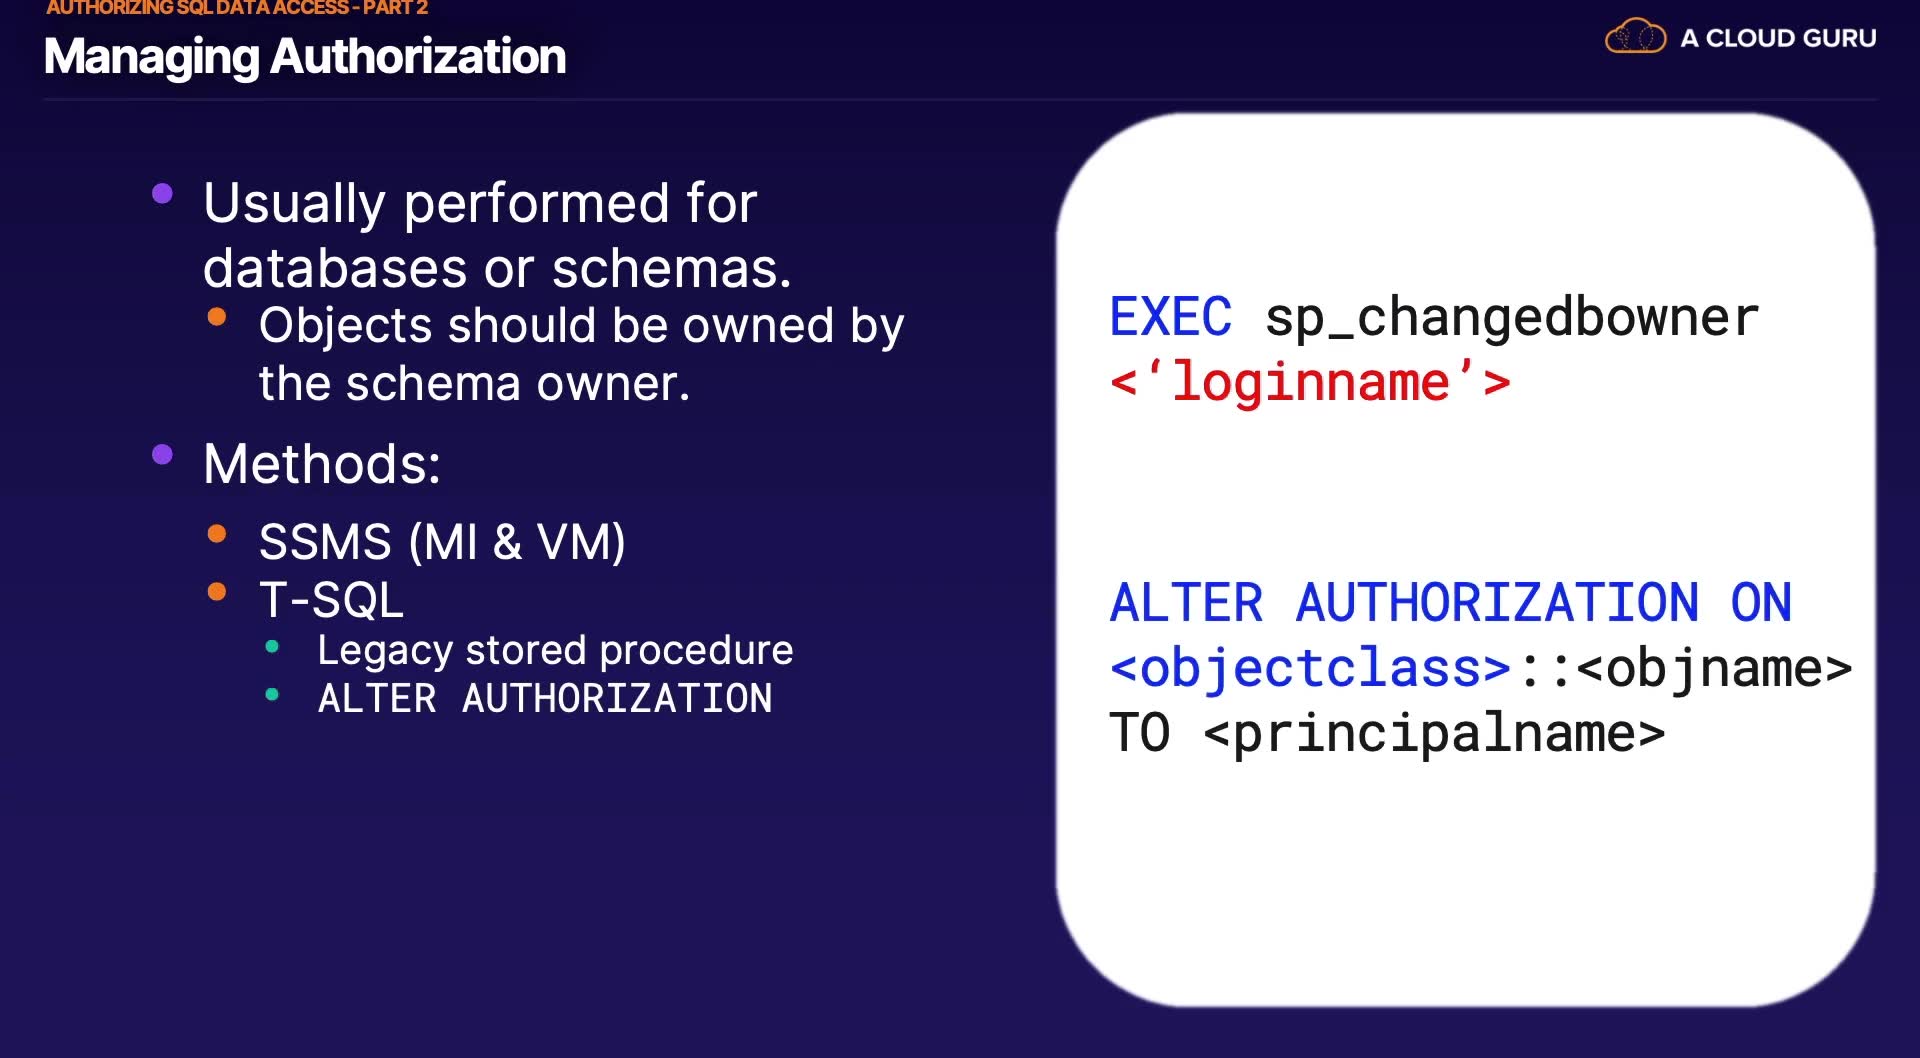 AUTHORIZING SQL DATA ACCESS - PART 2
Managing Authorization
A CLOUD GURU
Usually performed for
databases or schemas.
Objects should be owned by
the schema owner.
Methods:
SSMS (MI & VM)
T-SQL
Legacy stored procedure
ALTER AUTHORIZATION
EXEC sp_changedbowner
<‘loginname’>
ALTER AUTHORIZATION ON
<objectclass>::<objname>
TO <principalname>